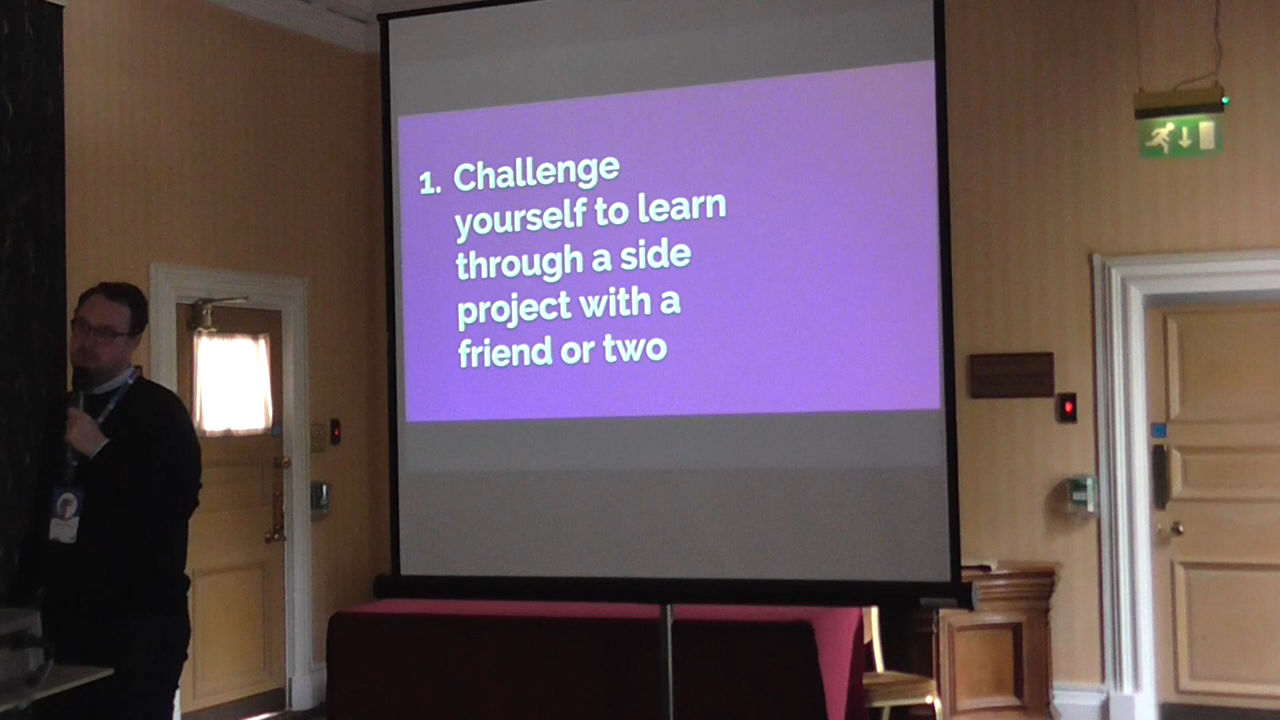 1. Challenge
yourself to learn
through a side
project with a
friend or two